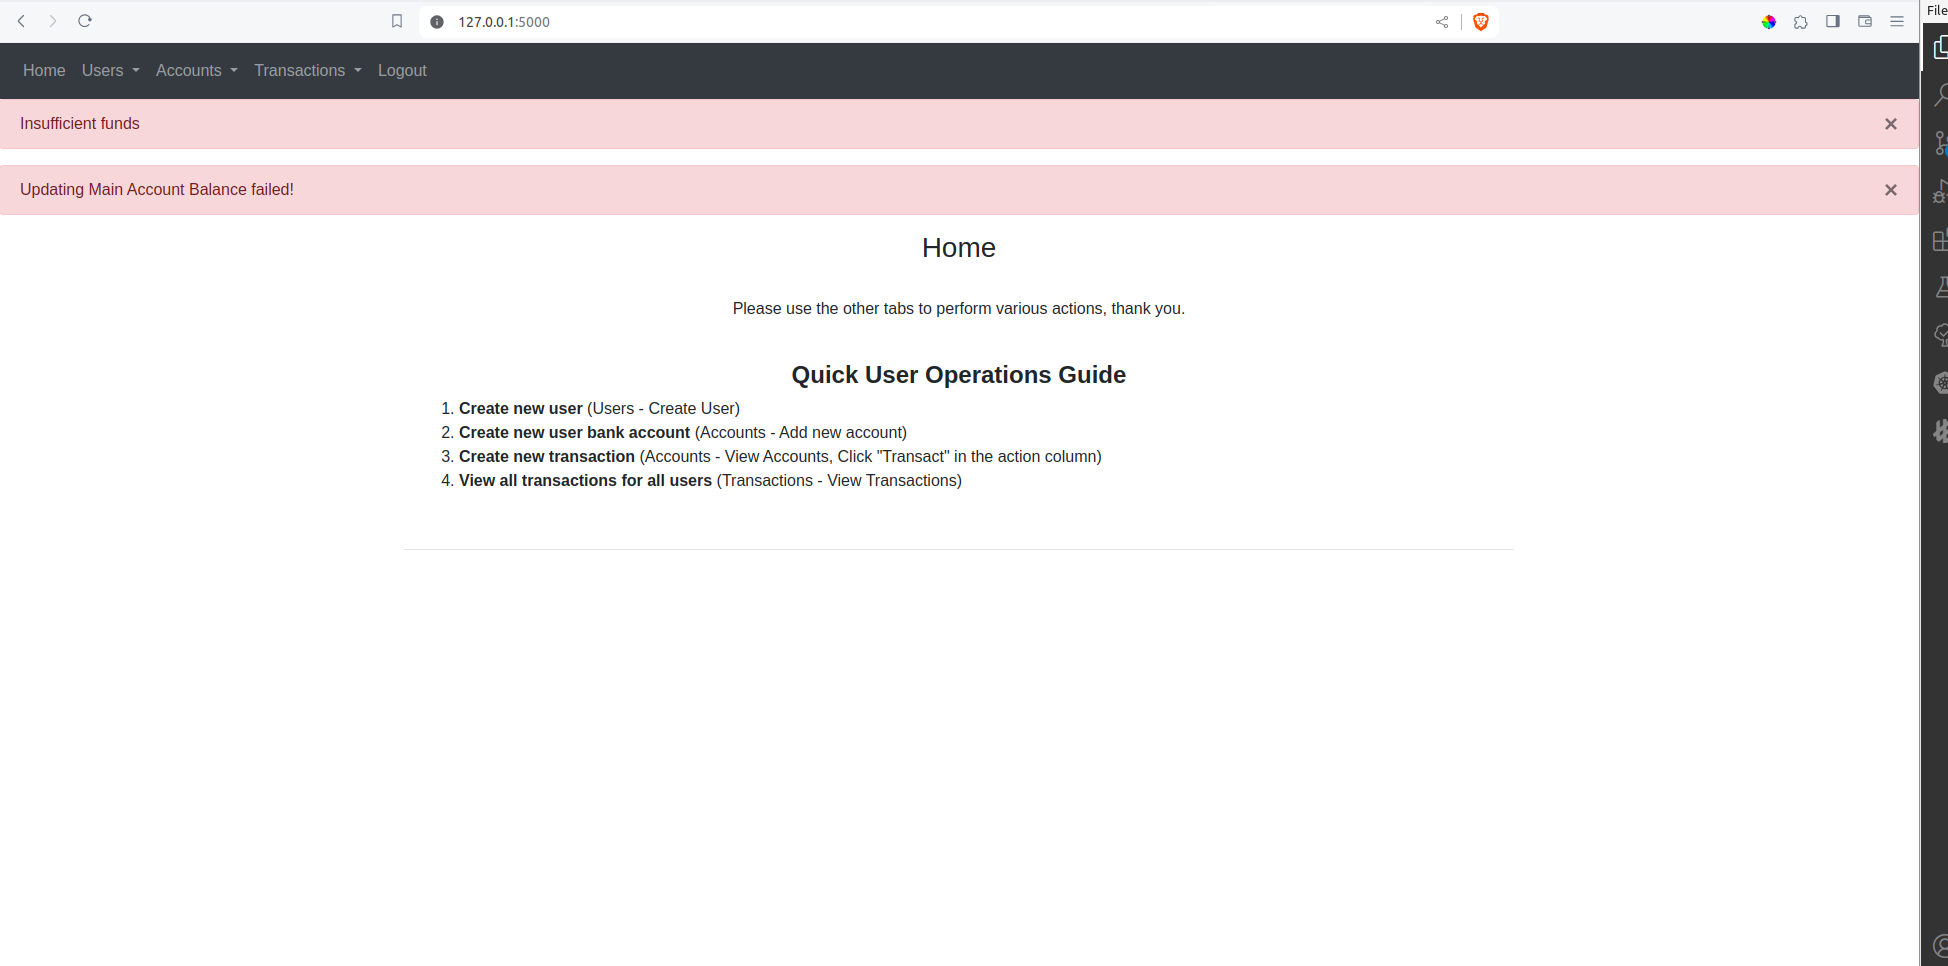 127.0.0.1:5000
File
Home Users Accounts Transactions Logout
Insufficient funds ×
Updating Main Account Balance failed! ×
Home
Please use the other tabs to perform various actions, thank you.
Quick User Operations Guide
1. Create new user (Users - Create User)
2. Create new user bank account (Accounts - Add new account)
3. Create new transaction (Accounts - View Accounts, Click "Transact" in the action column)
4. View all transactions for all users (Transactions - View Transactions)